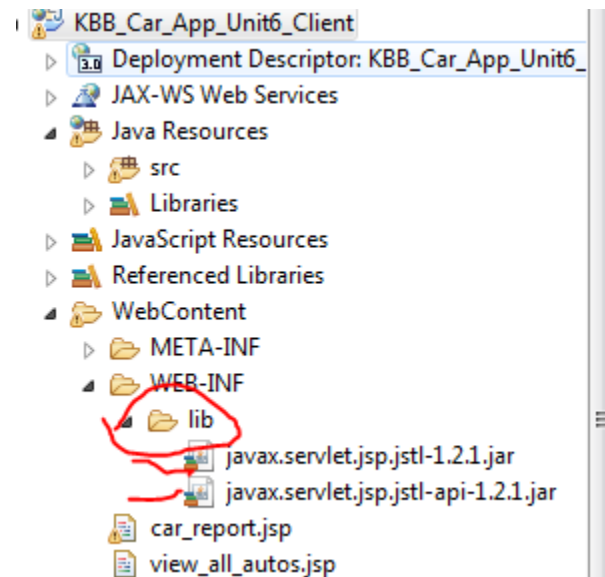 KBB_Car_App_Unit6_Client
3.0 Deployment Descriptor: KBB_Car_App_Unit6_
JAX-WS Web Services
Java Resources
src
Libraries
JavaScript Resources
Referenced Libraries
WebContent
META-INF
WEB-INF
lib
javax.servlet.jsp.jstl-1.2.1.jar
javax.servlet.jsp.jstl-api-1.2.1.jar
car_report.jsp
view_all_autos.jsp